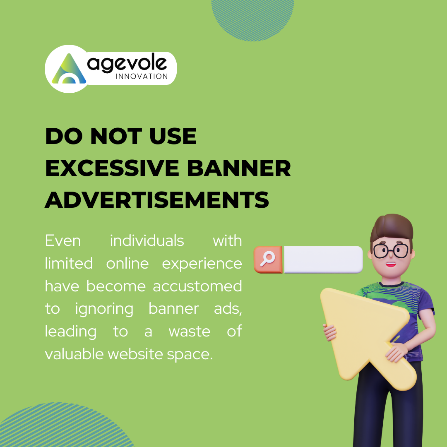 agevole
INNOVATION
DO NOT USE
EXCESSIVE BANNER
ADVERTISEMENTS
Even individuals with
limited online experience
have become accustomed
to ignoring banner ads,
leading to a waste of
valuable website space.